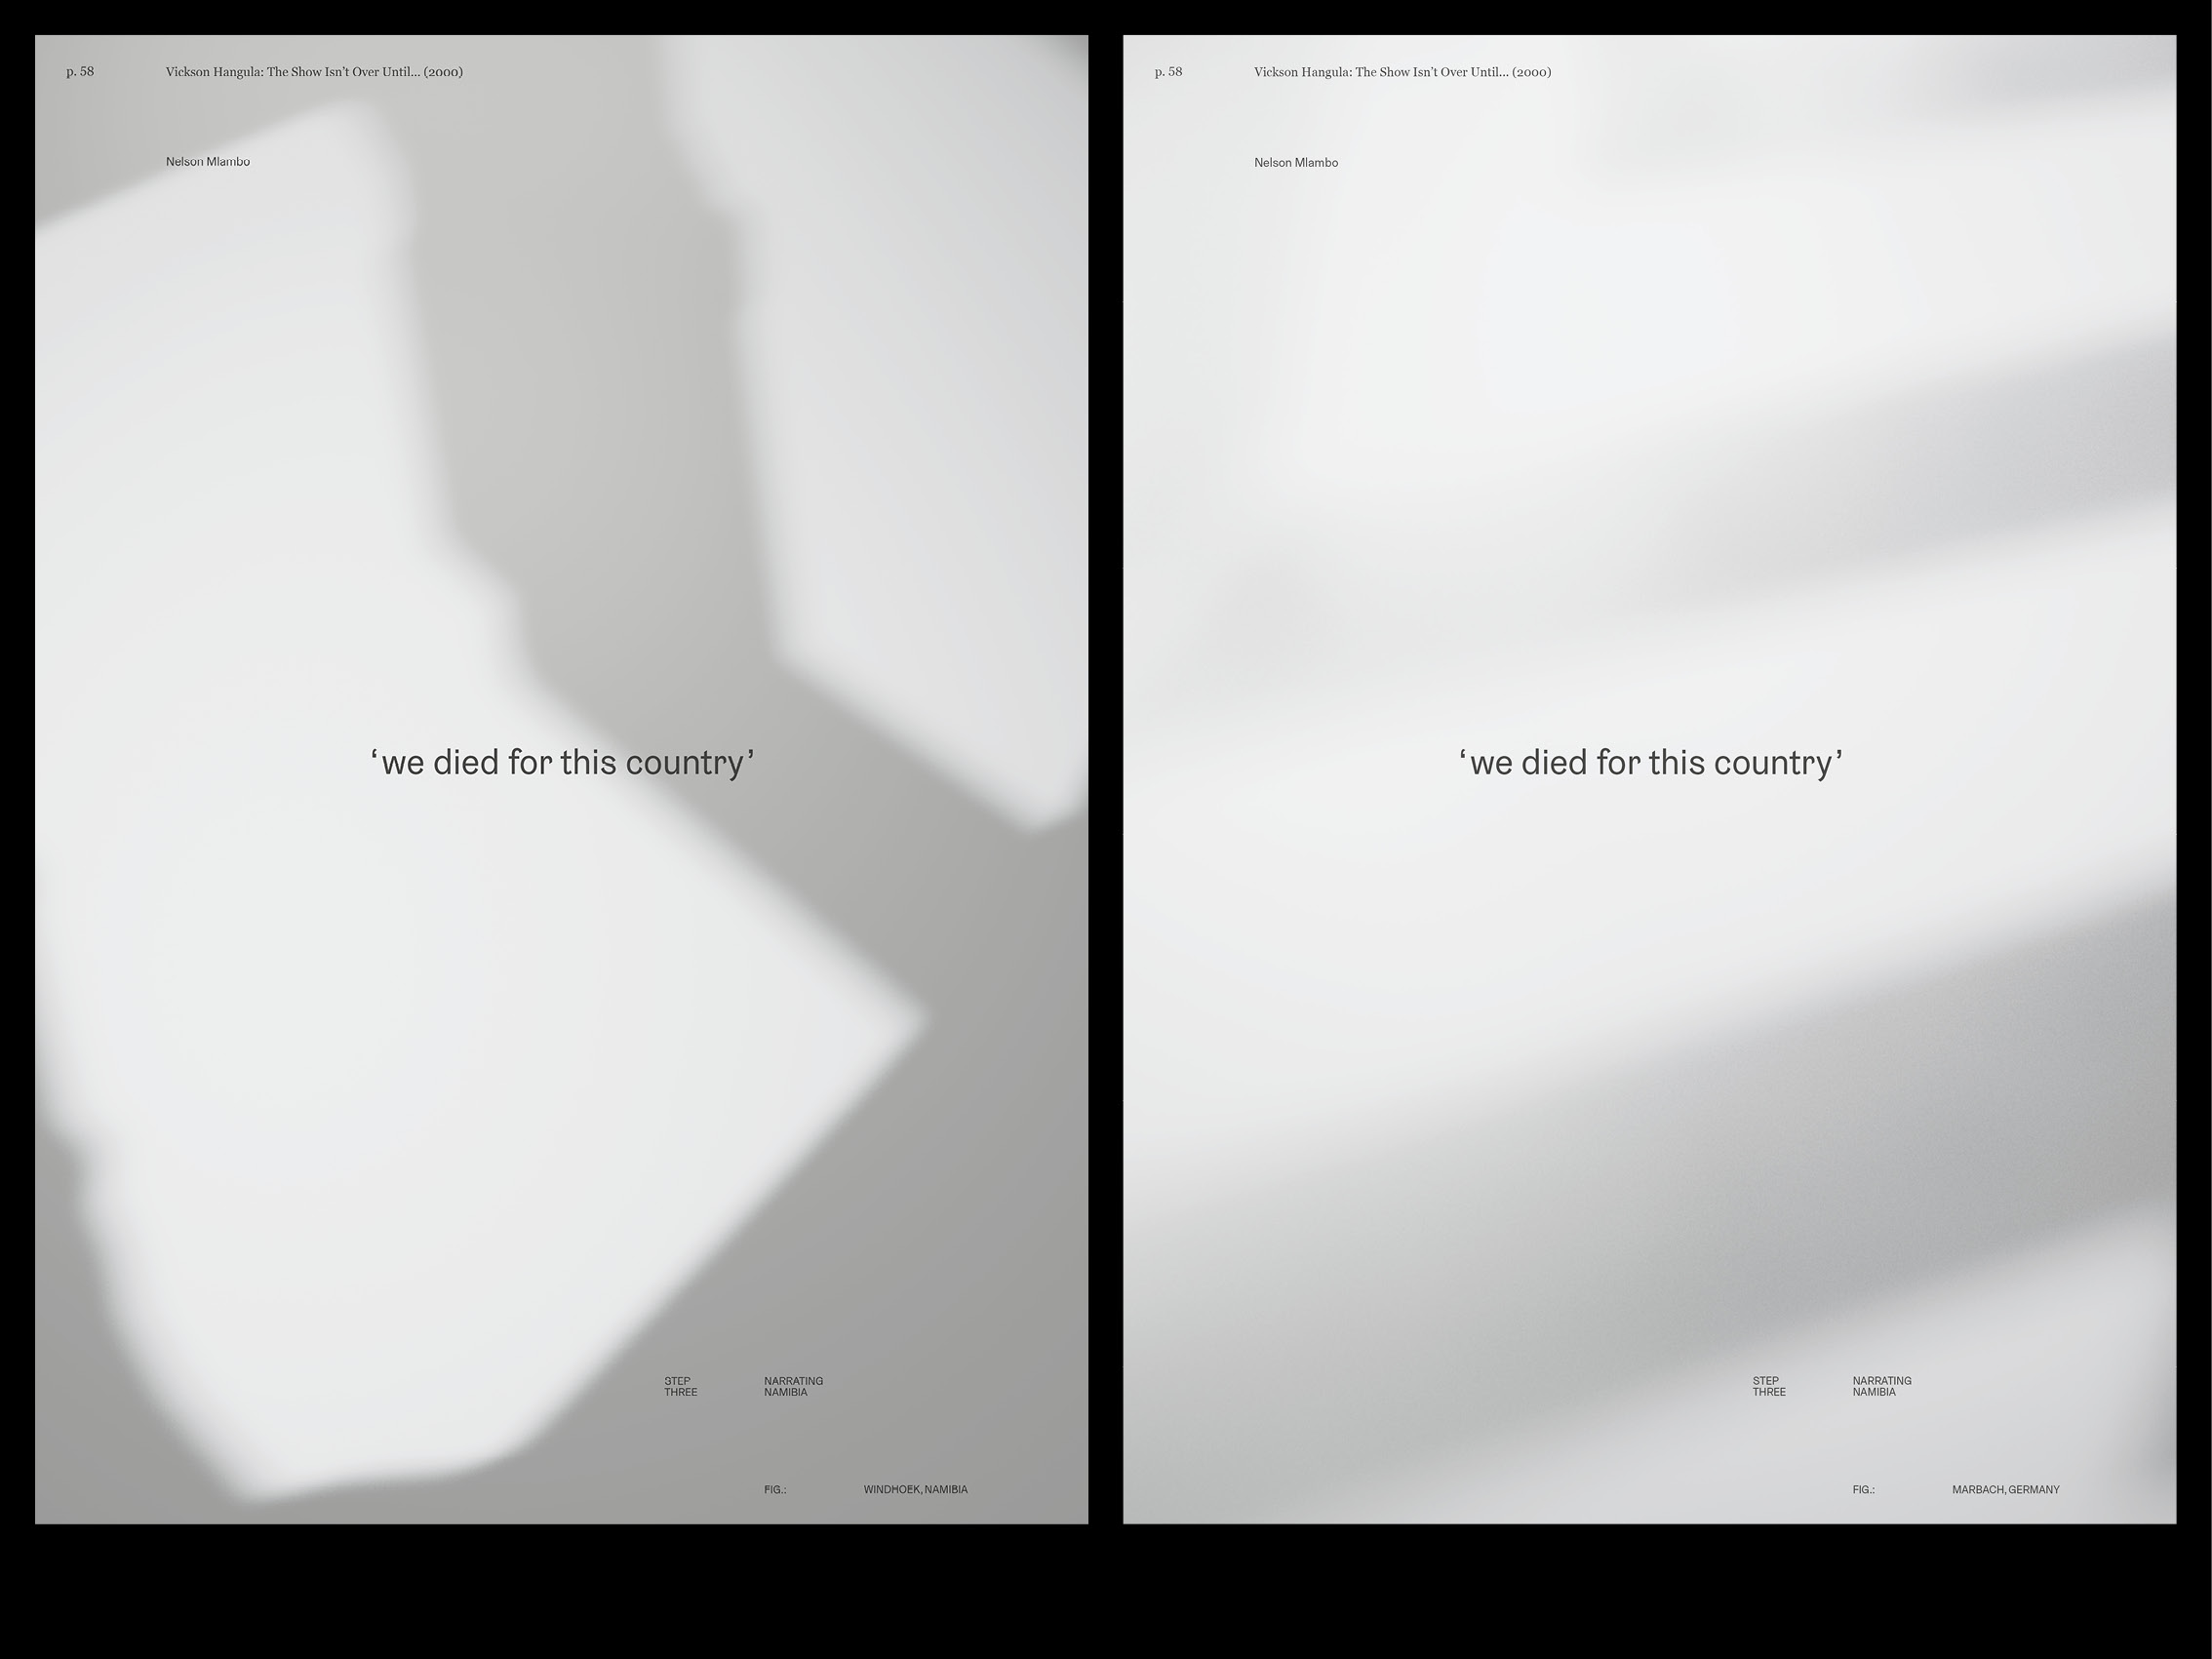 p. 58 Vickson Hangula: The Show Isn’t Over Until... (2000)
Nelson Mlambo
‘we died for this country’
STEP NARRATING
THREE NAMIBIA
FIG.: WINDHOEK, NAMIBIA
p. 58 Vickson Hangula: The Show Isn’t Over Until... (2000)
Nelson Mlambo
‘we died for this country’
STEP NARRATING
THREE NAMIBIA
FIG.: MARBACH, GERMANY